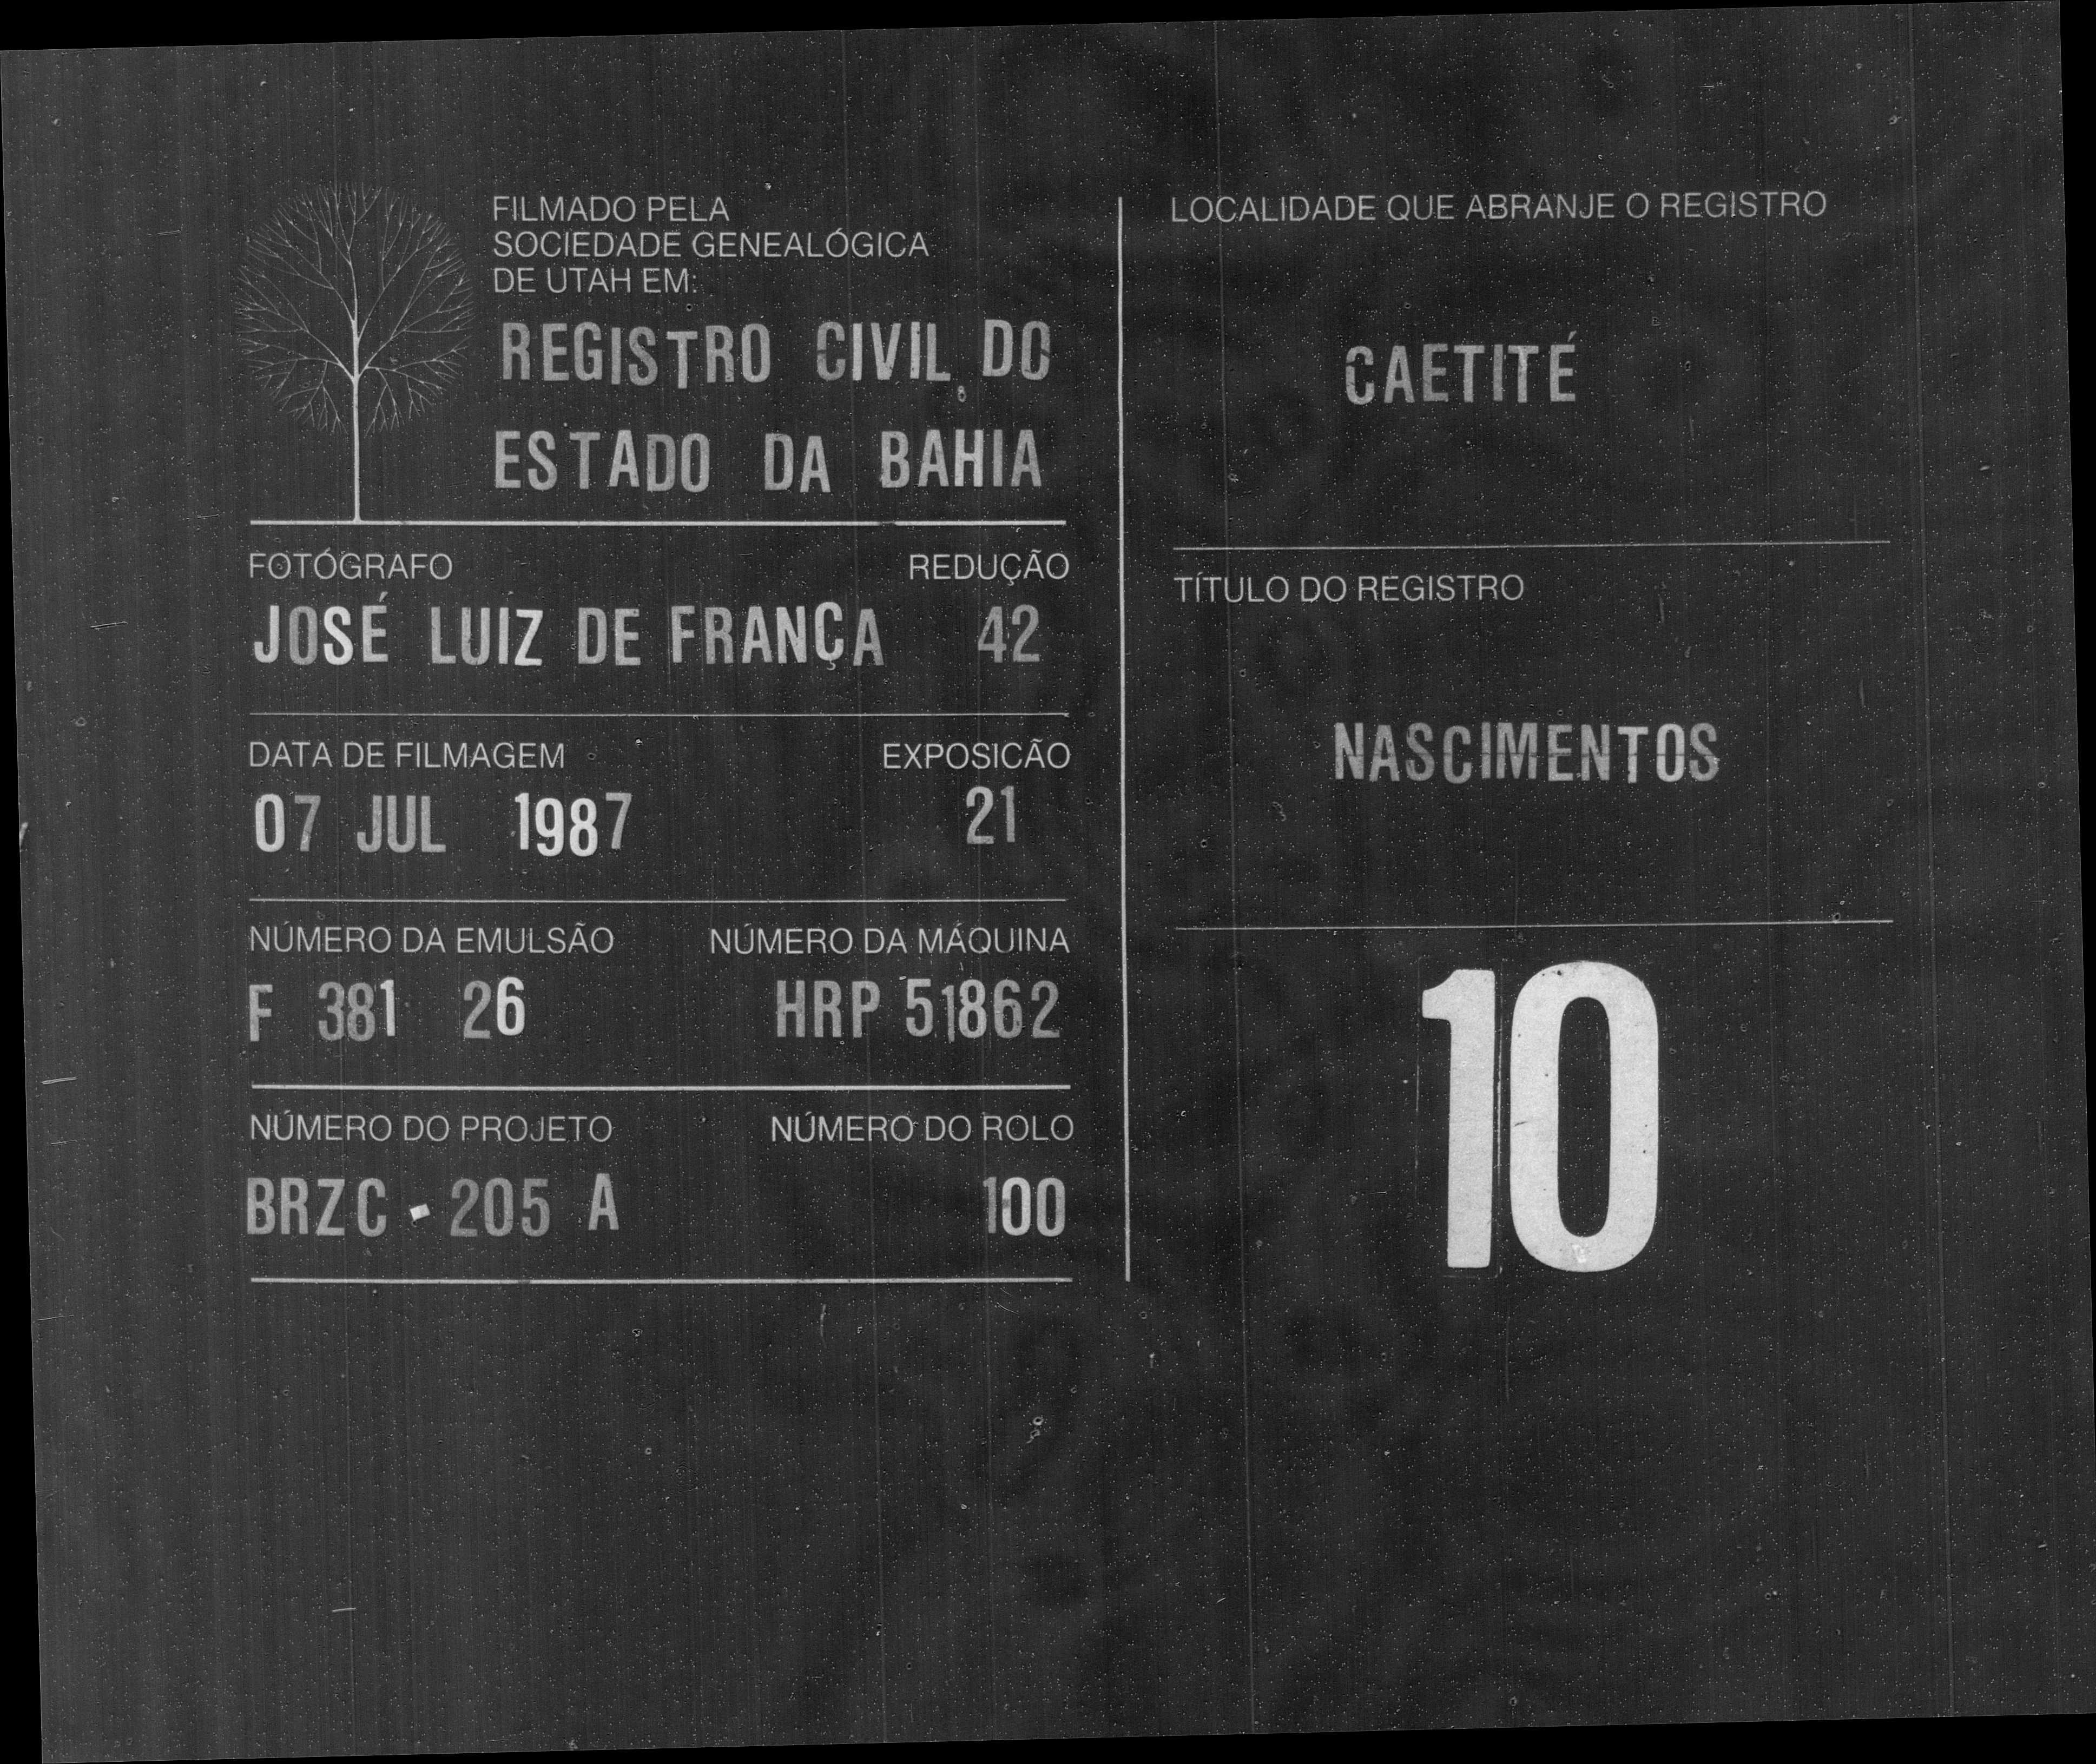 FILMADO PELA
SOCIEDADE GENEALÓGICA
DE UTAH EM:
REGISTRO CIVIL DO
ESTADO DA BAHIA
FOTÓGRAFO REDUÇÃO
JOSÉ LUIZ DE FRANÇA 42
DATA DE FILMAGEM EXPOSICÃO
07 JUL 1987 21
NÚMERO DA EMULSÃO NÚMERO DA MÁQUINA
F 381 26 HRP 51862
NÚMERO DO PROJETO NÚMERO DO ROLO
BRZC - 205 A 100
LOCALIDADE QUE ABRANJE O REGISTRO
CAETITÉ
TÍTULO DO REGISTRO
NASCIMENTOS
10